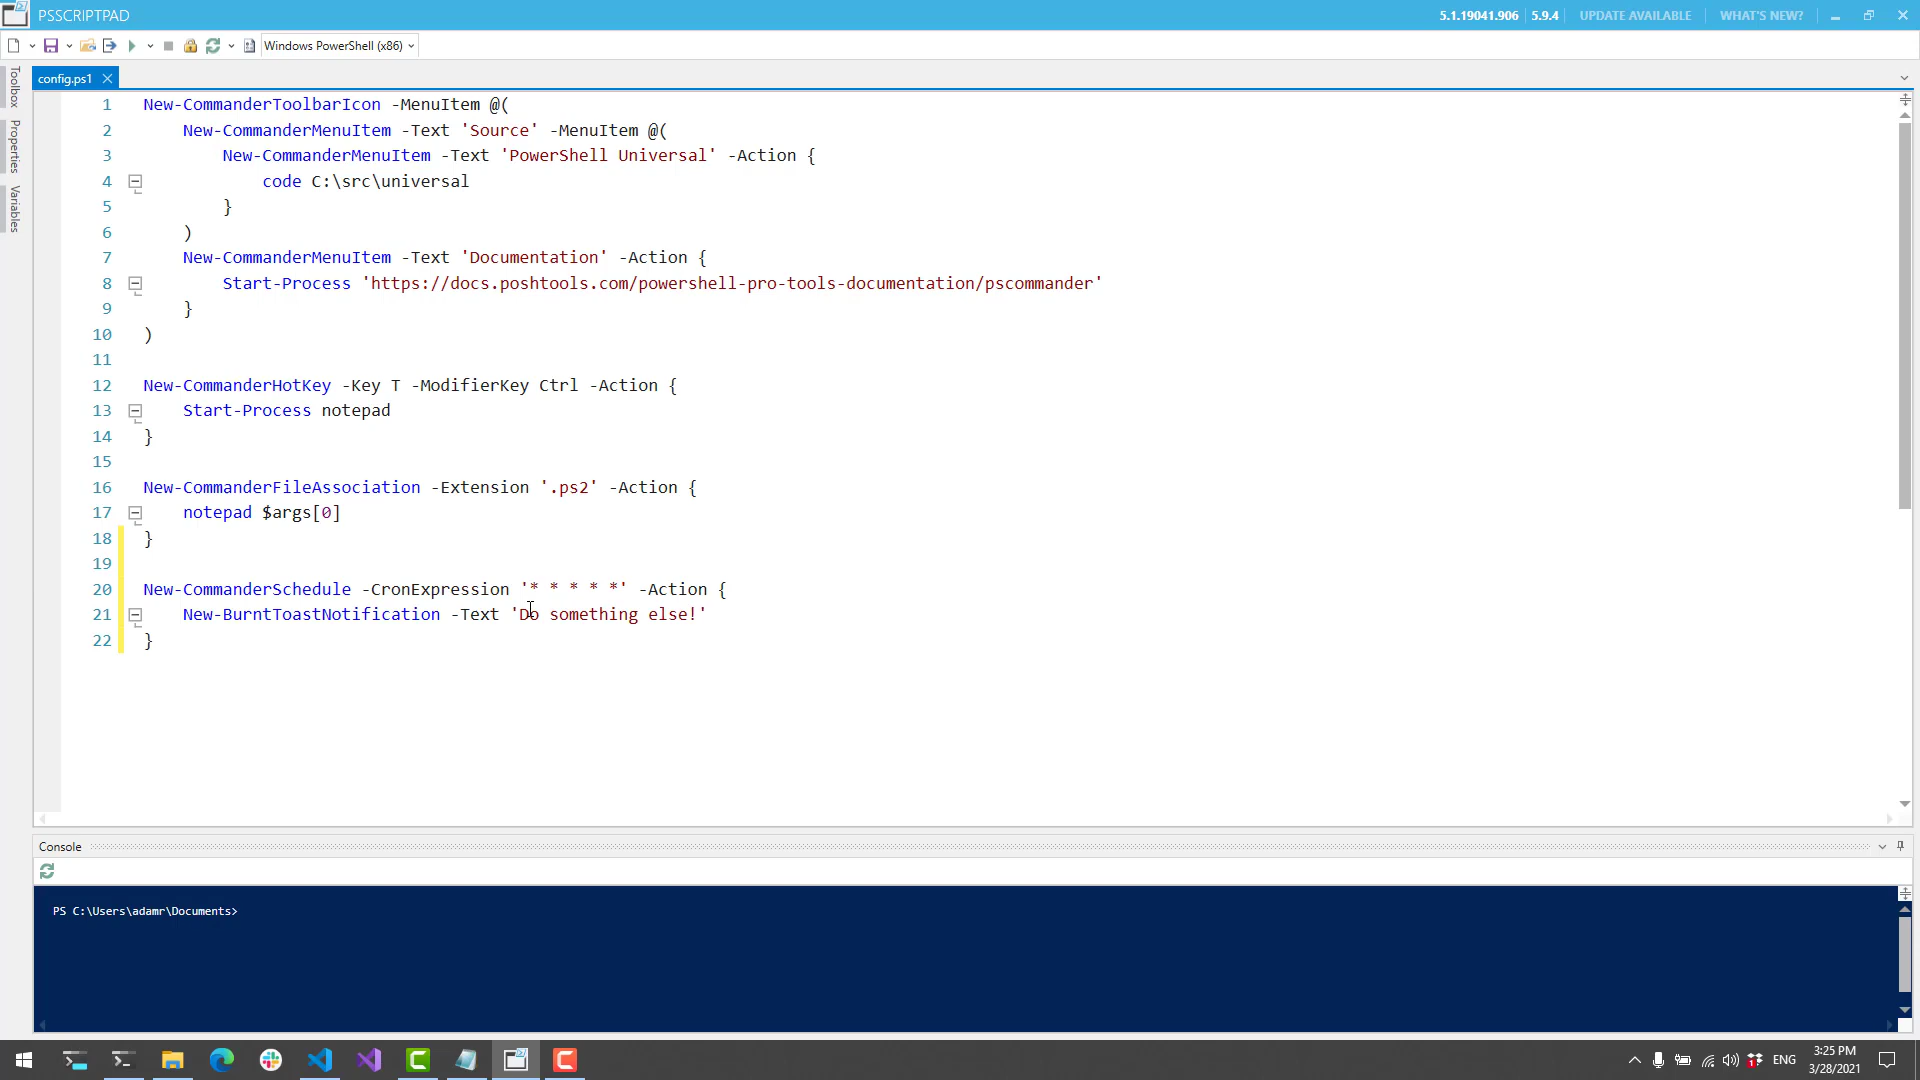 PSSCRIPTPAD
5.1.19041.906 5.9.4 UPDATE AVAILABLE WHAT'S NEW?
Windows PowerShell (x86)
config.ps1
Toolbox
Properties
Variables
1 New-CommanderToolbarIcon -MenuItem @(
2 New-CommanderMenuItem -Text 'Source' -MenuItem @(
3 New-CommanderMenuItem -Text 'PowerShell Universal' -Action {
4 code C:\src\universal
5 }
6 )
7 New-CommanderMenuItem -Text 'Documentation' -Action {
8 Start-Process 'https://docs.poshtools.com/powershell-pro-tools-documentation/pscommander'
9 }
10 )
11
12 New-CommanderHotKey -Key T -ModifierKey Ctrl -Action {
13 Start-Process notepad
14 }
15
16 New-CommanderFileAssociation -Extension '.ps2' -Action {
17 notepad $args[0]
18 }
19
20 New-CommanderSchedule -CronExpression '* * * * *' -Action {
21 New-BurntToastNotification -Text 'Do something else!'
22 }
Console
PS C:\Users\adamr\Documents>
ENG
3:25 PM
3/28/2021